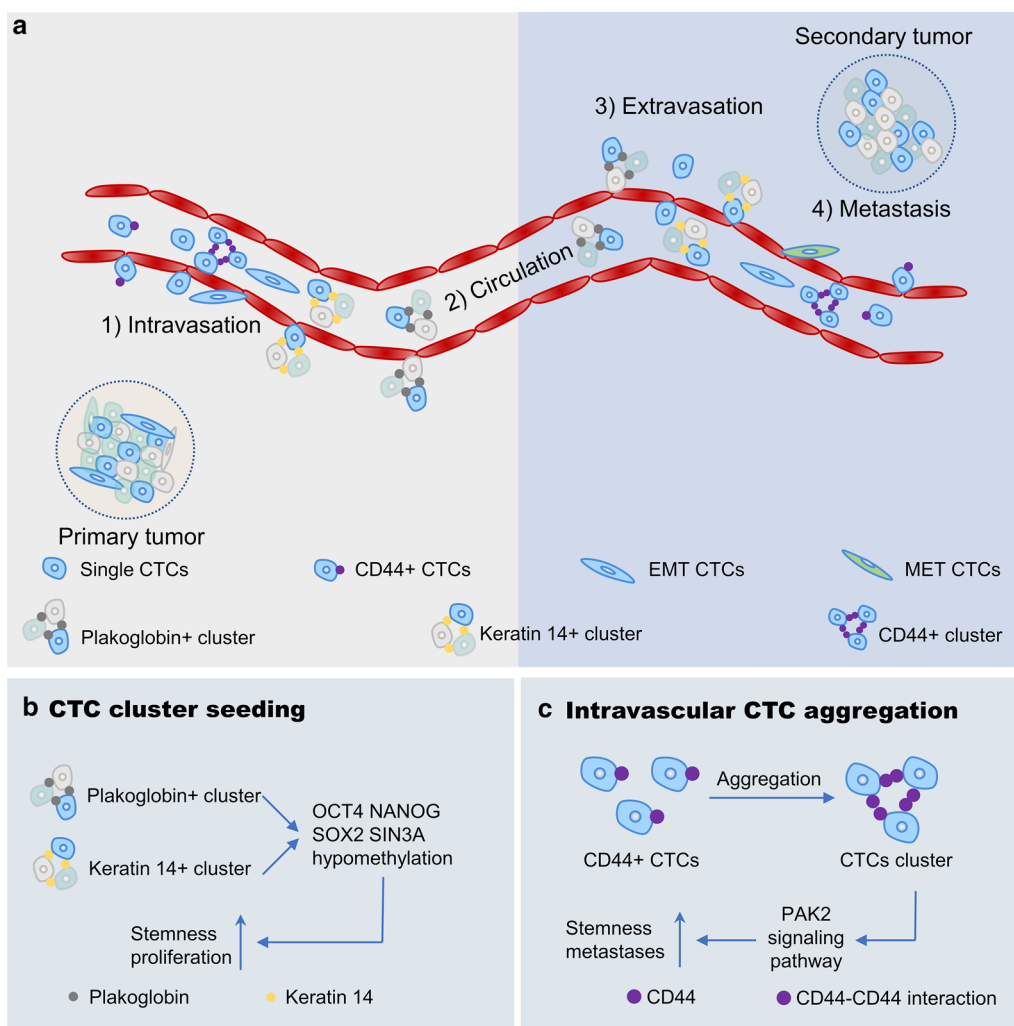 a
Secondary tumor
3) Extravasation
4) Metastasis
2) Circulation
1) Intravasation
Primary tumor
Single CTCs
CD44+ CTCs
EMT CTCs
MET CTCs
Plakoglobin+ cluster
Keratin 14+ cluster
CD44+ cluster
b CTC cluster seeding
Plakoglobin+ cluster
Keratin 14+ cluster
OCT4 NANOG
SOX2 SIN3A
hypomethylation
Stemness
proliferation
Plakoglobin
Keratin 14
c Intravascular CTC aggregation
Aggregation
CD44+ CTCs
CTCs cluster
PAK2
signaling
pathway
Stemness
metastases
CD44
CD44-CD44 interaction